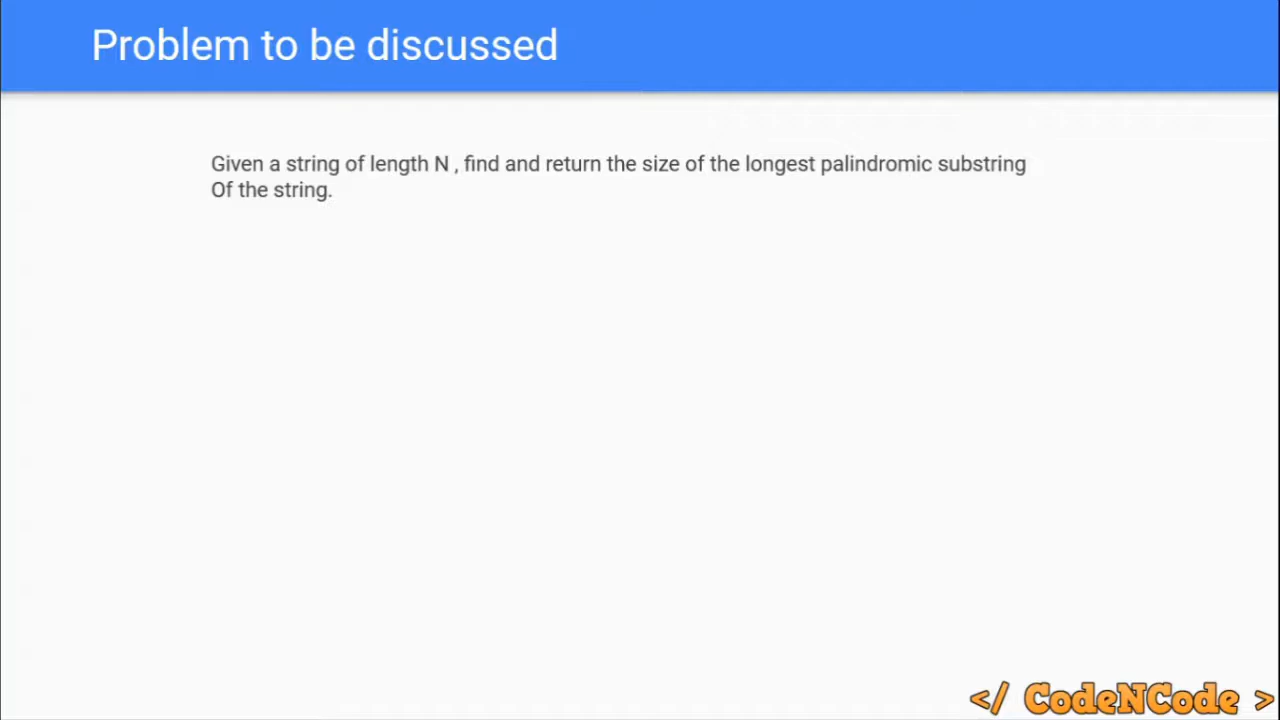 Problem to be discussed
Given a string of length N , find and return the size of the longest palindromic substring
Of the string.
</ CodeNCode >